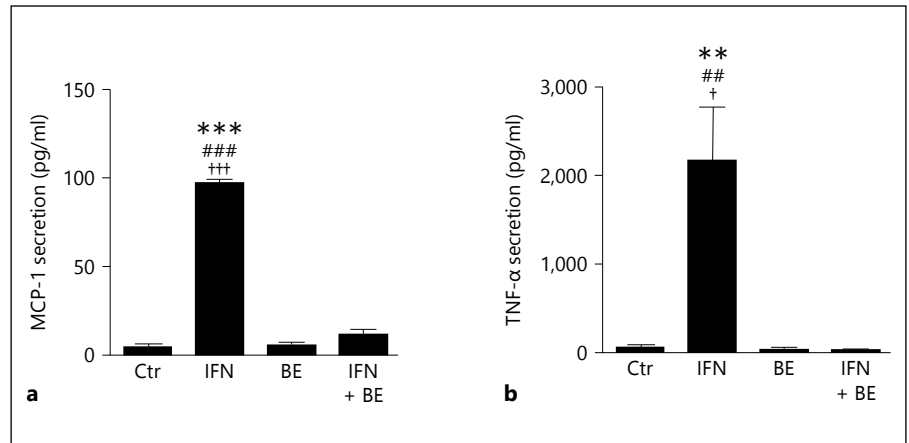 MCP-1 secretion (pg/ml)
150
100
50
0
***
###
†††
Ctr
IFN
BE
IFN
+ BE
a
TNF-α secretion (pg/ml)
3,000
2,000
1,000
0
**
##
†
Ctr
IFN
BE
IFN
+ BE
b